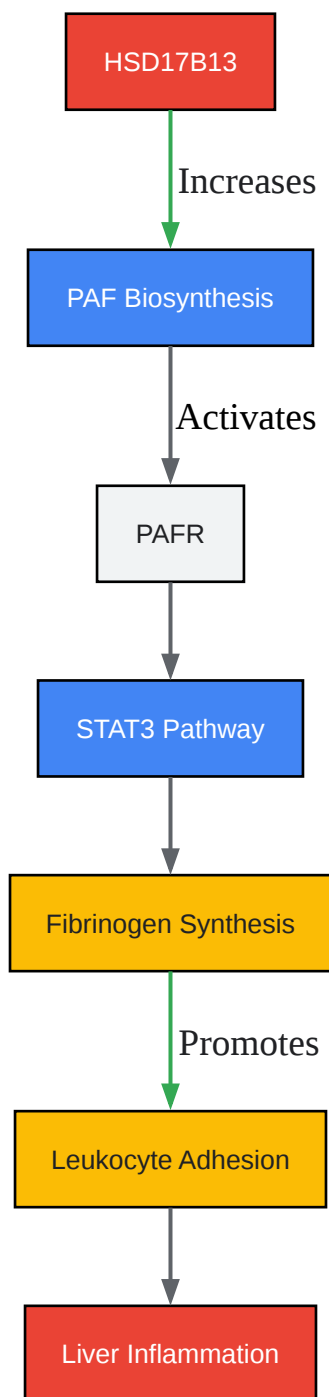 HSD17B13
Increases
PAF Biosynthesis
Activates
PAFR
STAT3 Pathway
Fibrinogen Synthesis
Promotes
Leukocyte Adhesion
Liver Inflammation